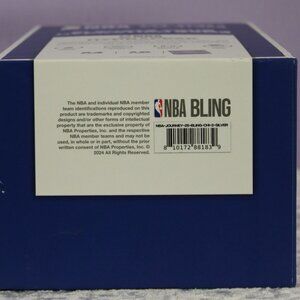 NBA
NBA BLING
The NBA and individual NBA member
team identifications reproduced on this
product are trademarks and copyrighted
designs and/or other forms of intellectual
property that are the exclusive property of
NBA Properties, Inc. and the respective
NBA member teams and may not be used,
in whole or in part, without the prior
written consent of NBA Properties, Inc. ©
2024 All Rights Reserved.
NBA-JOURNEY-25-BLING-CHI-2-SILVER
8 10172 88183 9